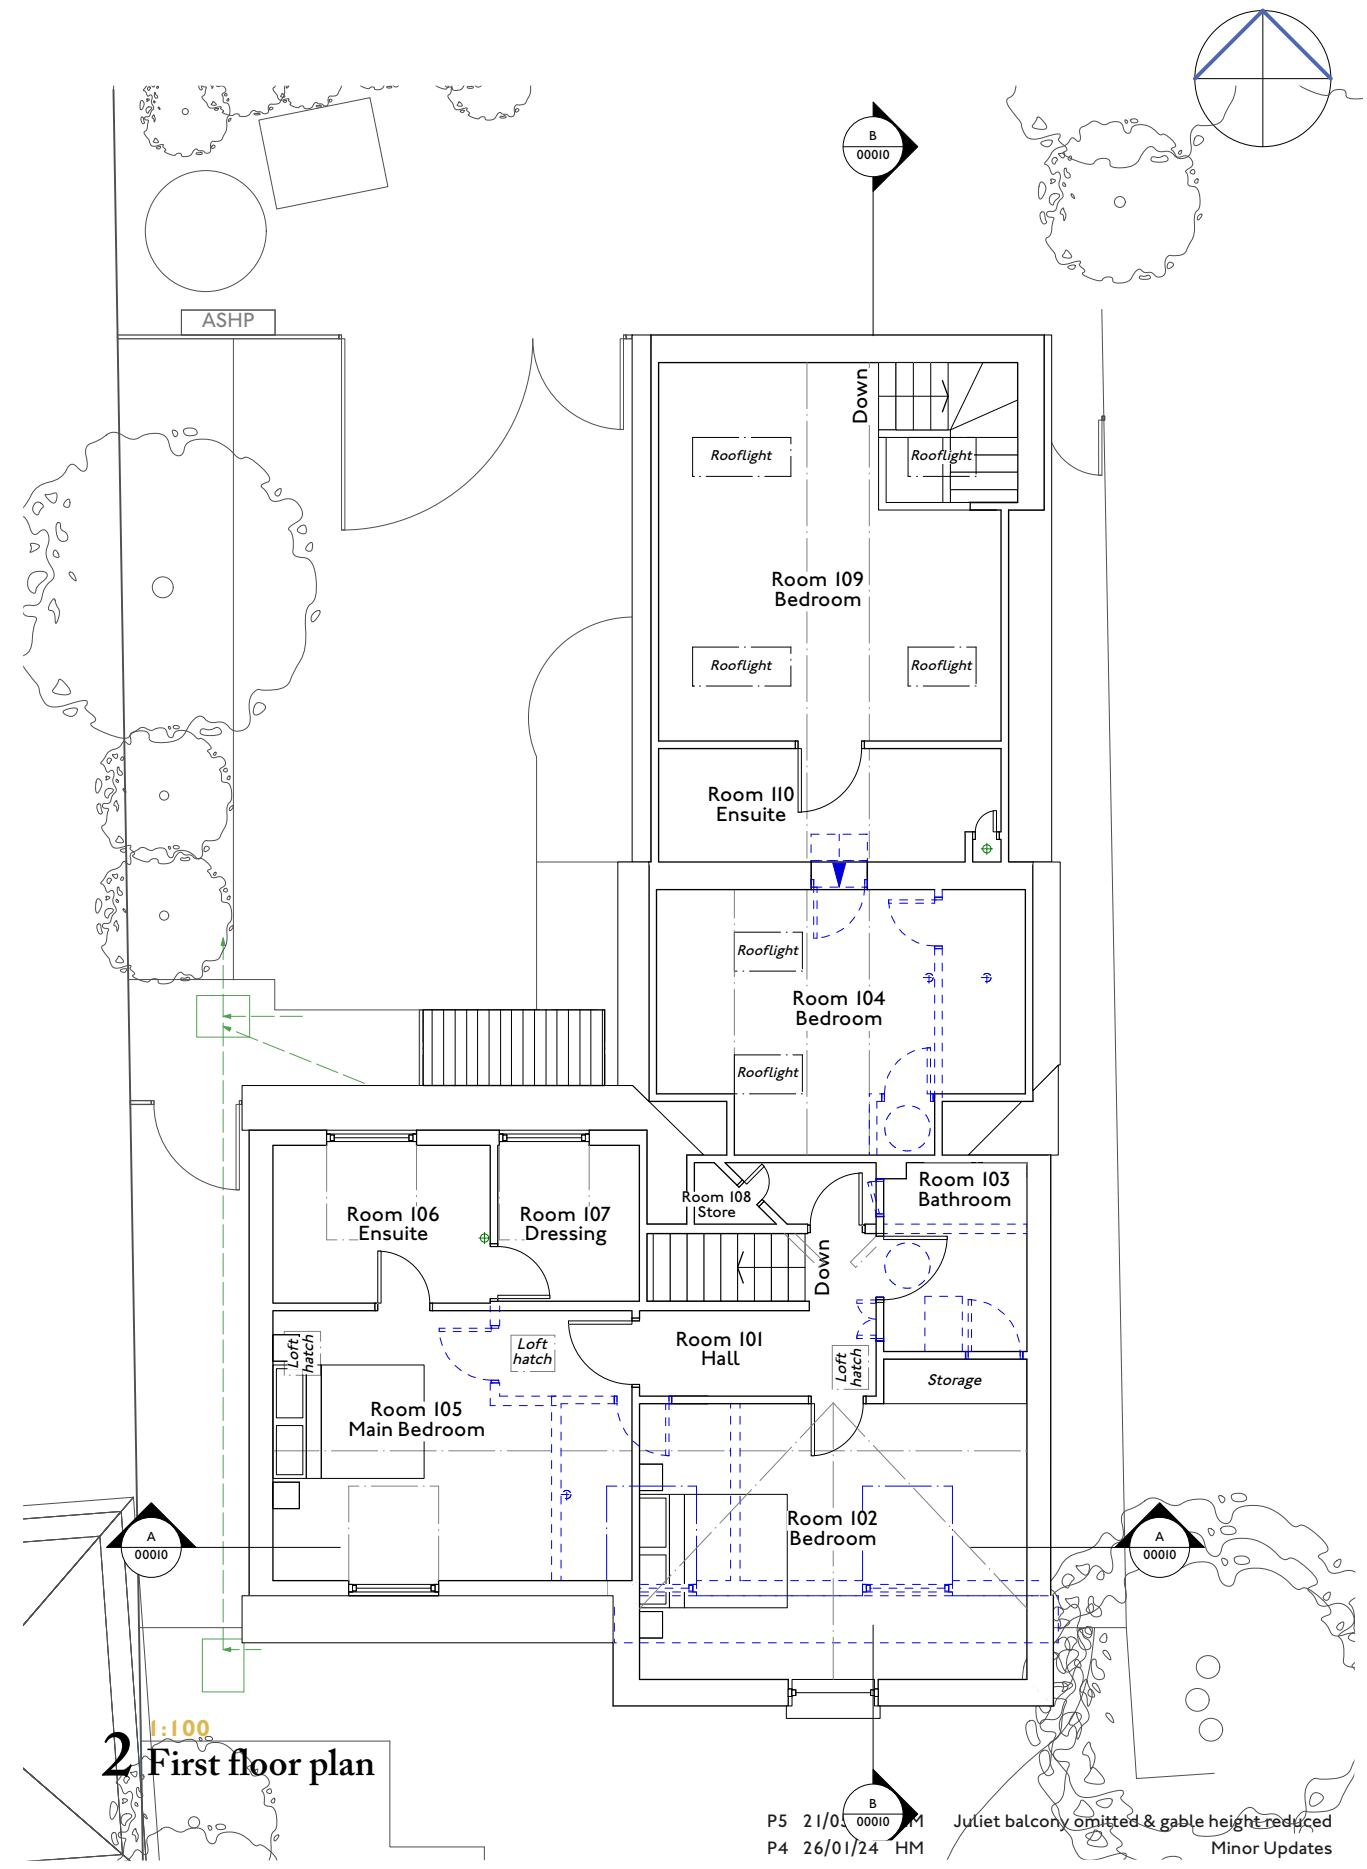 B
00010
ASHP
Down
Rooflight
Rooflight
Room 109
Bedroom
Rooflight
Rooflight
Room 110
Ensuite
Rooflight
Room 104
Bedroom
Rooflight
Room 103
Bathroom
Room 108
Store
Room 106
Ensuite
Room 107
Dressing
Down
Room 101
Hall
Loft
hatch
Loft
hatch
Loft
hatch
Storage
Room 105
Main Bedroom
Room 102
Bedroom
A
00010
A
00010
1:100
2 First floor plan
B
00010
P5 Juliet balcony omitted & gable height reduced
P4 26/01/24 HM Minor Updates